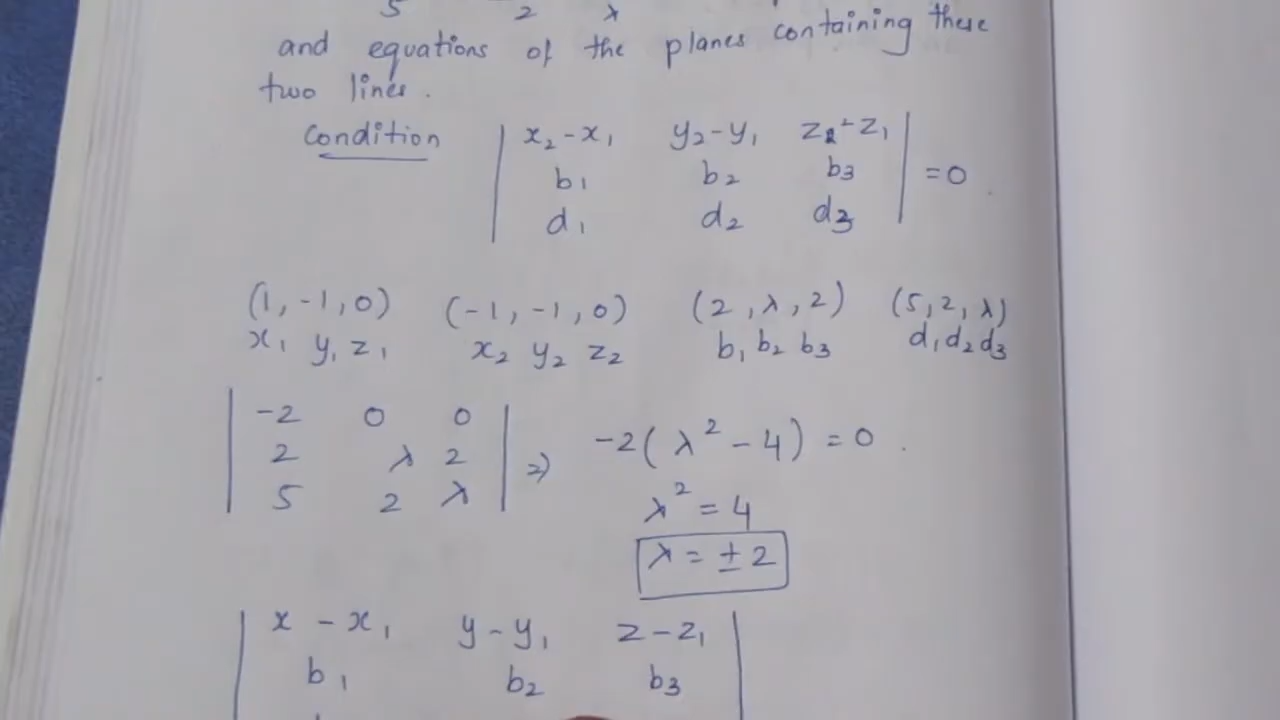 5 2 λ
and equations of the planes containing these
two lines.
Condition | x₂-x₁ y₂-y₁ z₂-z₁ |
b₁ b₂ b₃ = 0
d₁ d₂ d₃
(1,-1,0) (-1,-1,0) (2,λ,2) (5,2,λ)
x₁ y₁ z₁ x₂ y₂ z₂ b₁ b₂ b₃ d₁ d₂ d₃
| -2 0 0 |
| 2 λ 2 | ⇒ -2(λ²-4) = 0.
| 5 2 λ |
λ² = 4
λ = ±2
| x-x₁ y-y₁ z-z₁ |
b₁ b₂ b₃